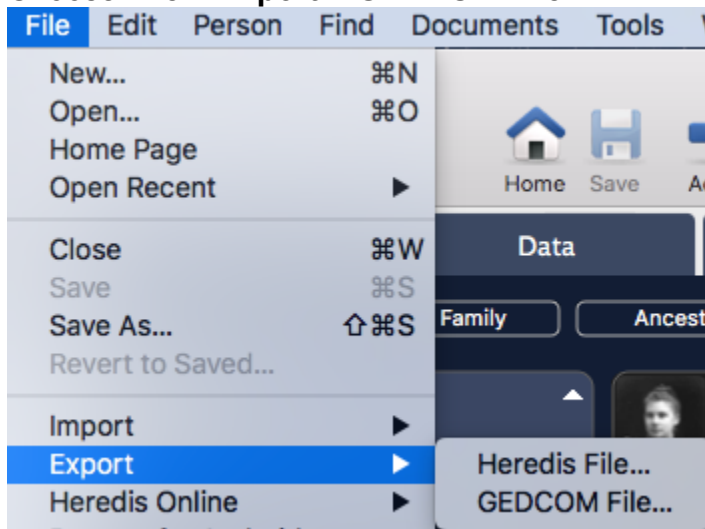 File Edit Person Find Documents Tools
New... ⌘N
Open... ⌘O
Home Page
Open Recent ▶
Home Save
Close ⌘W
Data
Save ⌘S
Save As... ⇧⌘S
Family
Revert to Saved...
Import ▶
Export ▶
Heredis File...
Heredis Online ▶
GEDCOM File...